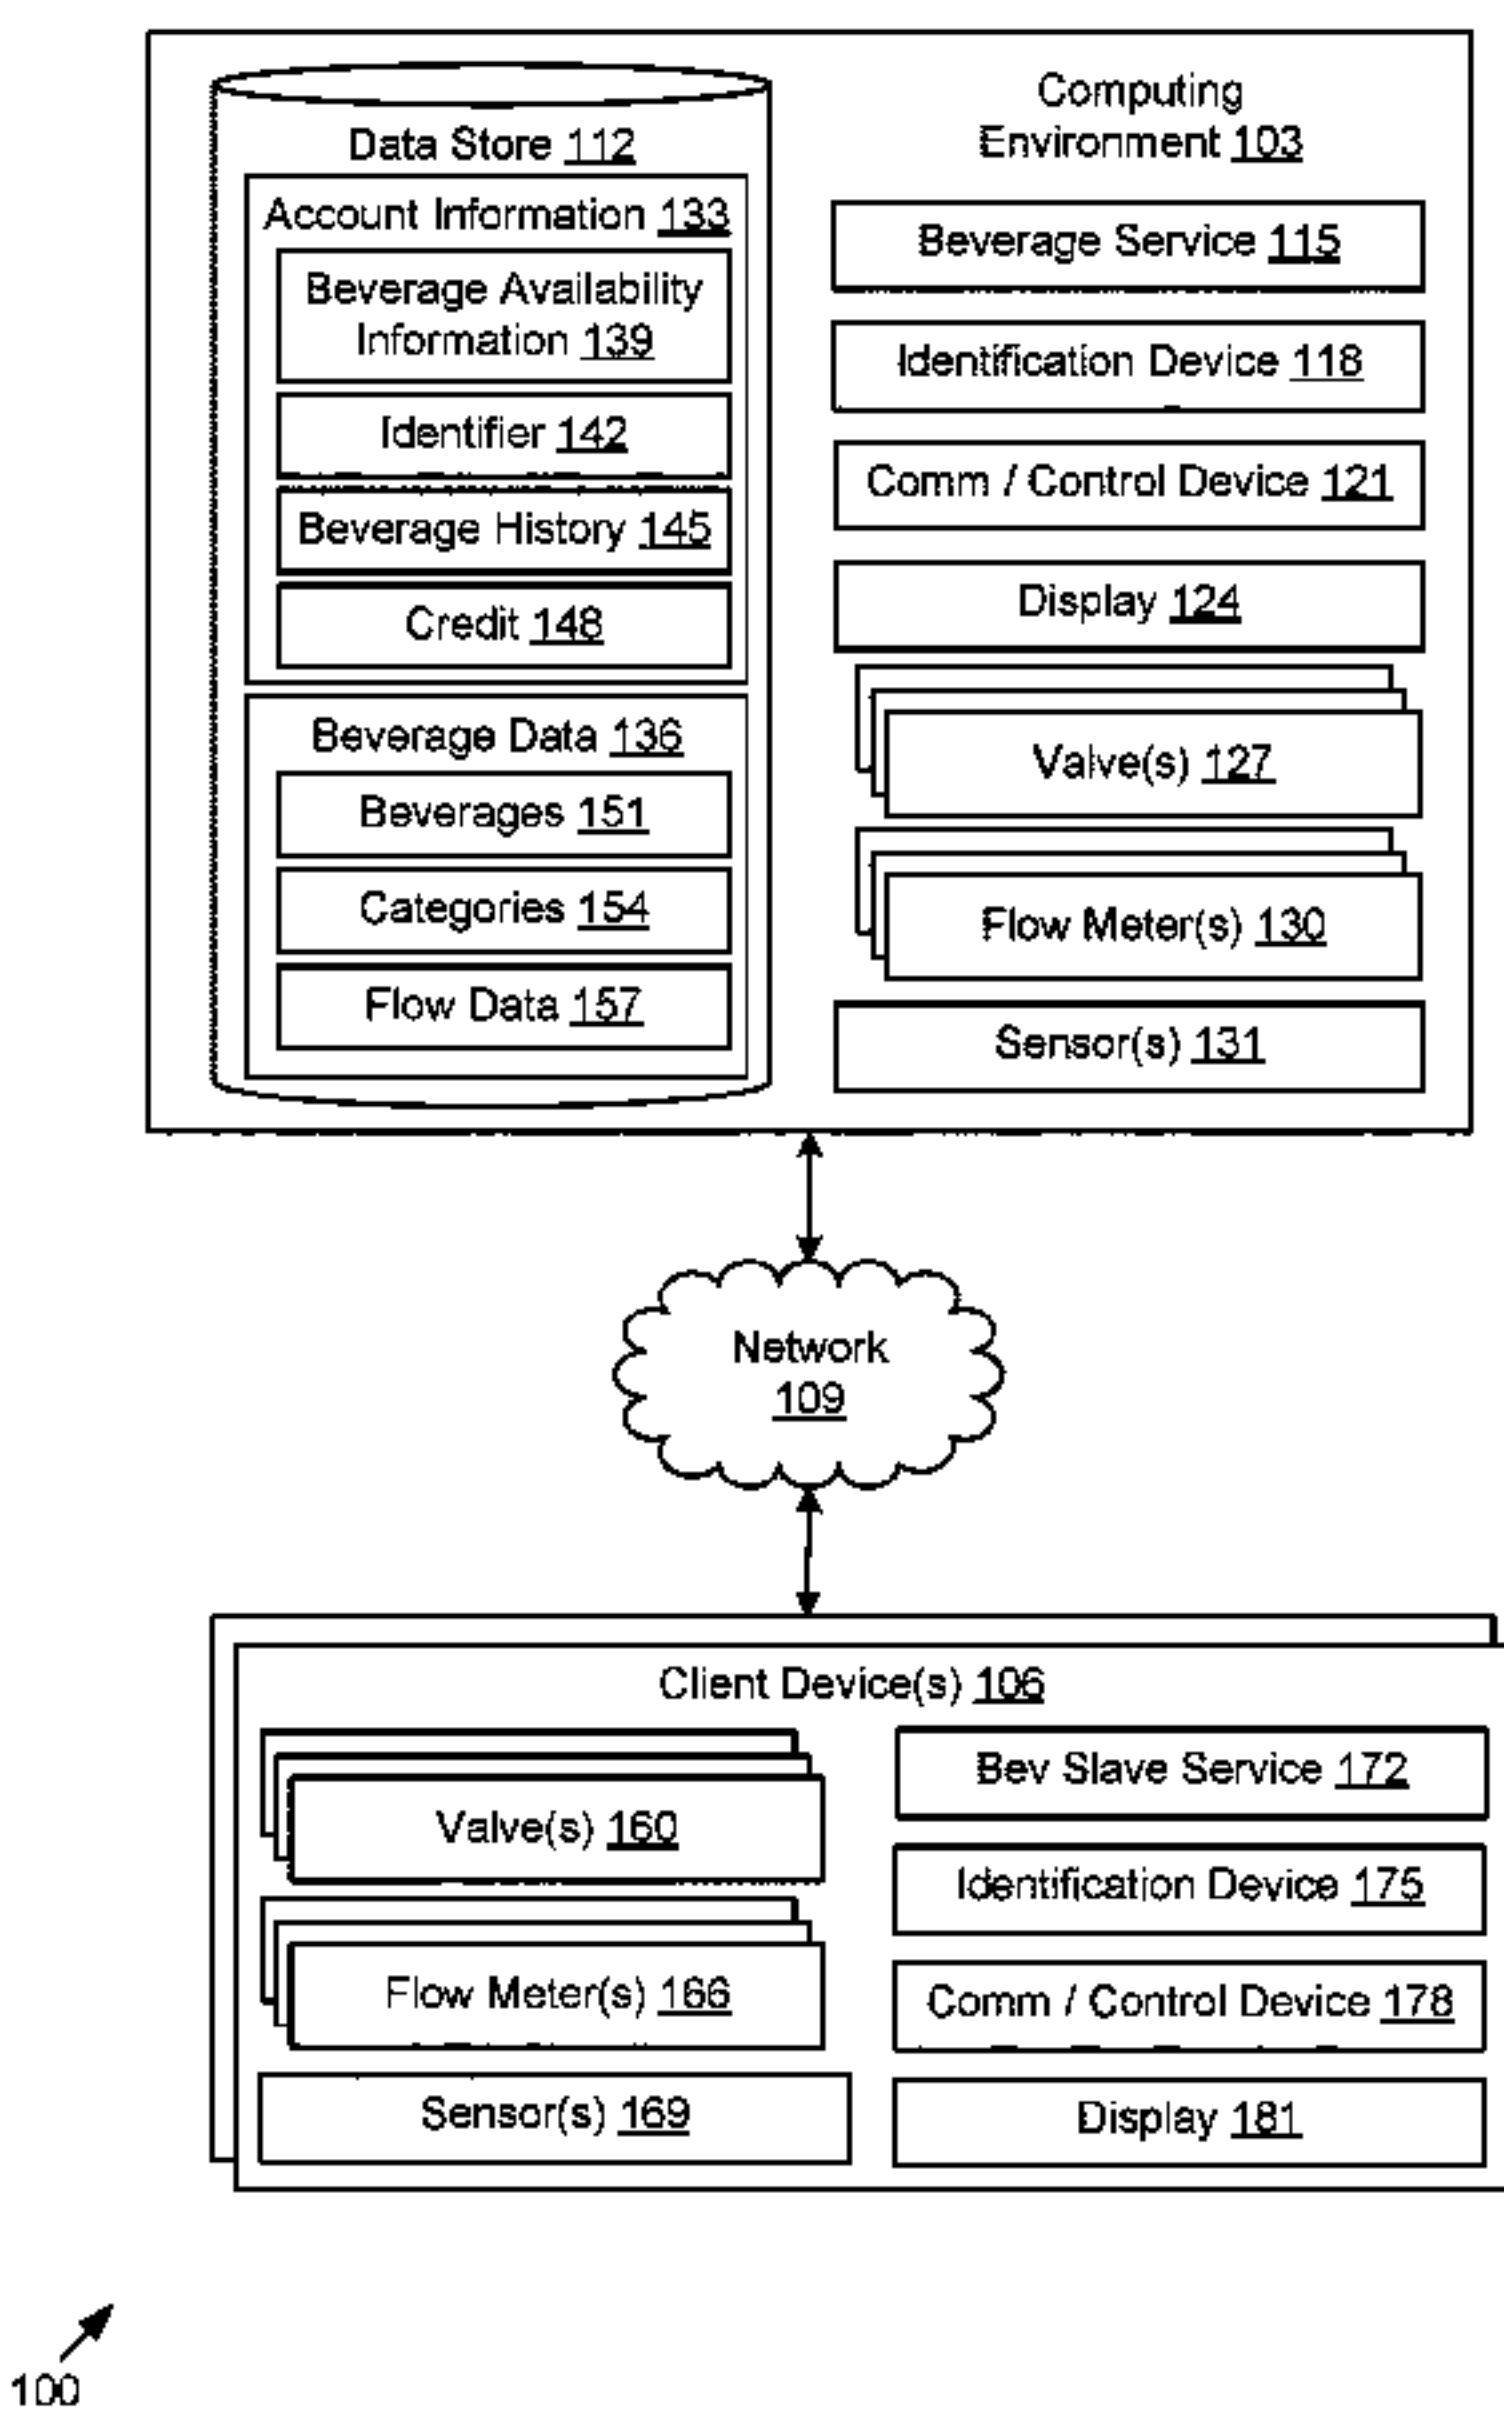 Data Store 112
Account Information 133
Beverage Availability
Information 139
Identifier 142
Beverage History 145
Credit 148
Beverage Data 136
Beverages 151
Categories 154
Flow Data 157
Computing
Environment 103
Beverage Service 115
Identification Device 118
Comm / Control Device 121
Display 124
Valve(s) 127
Flow Meter(s) 130
Sensor(s) 131
Network
109
Client Device(s) 106
Valve(s) 160
Flow Meter(s) 166
Sensor(s) 169
Bev Slave Service 172
Identification Device 175
Comm / Control Device 178
Display 181
100